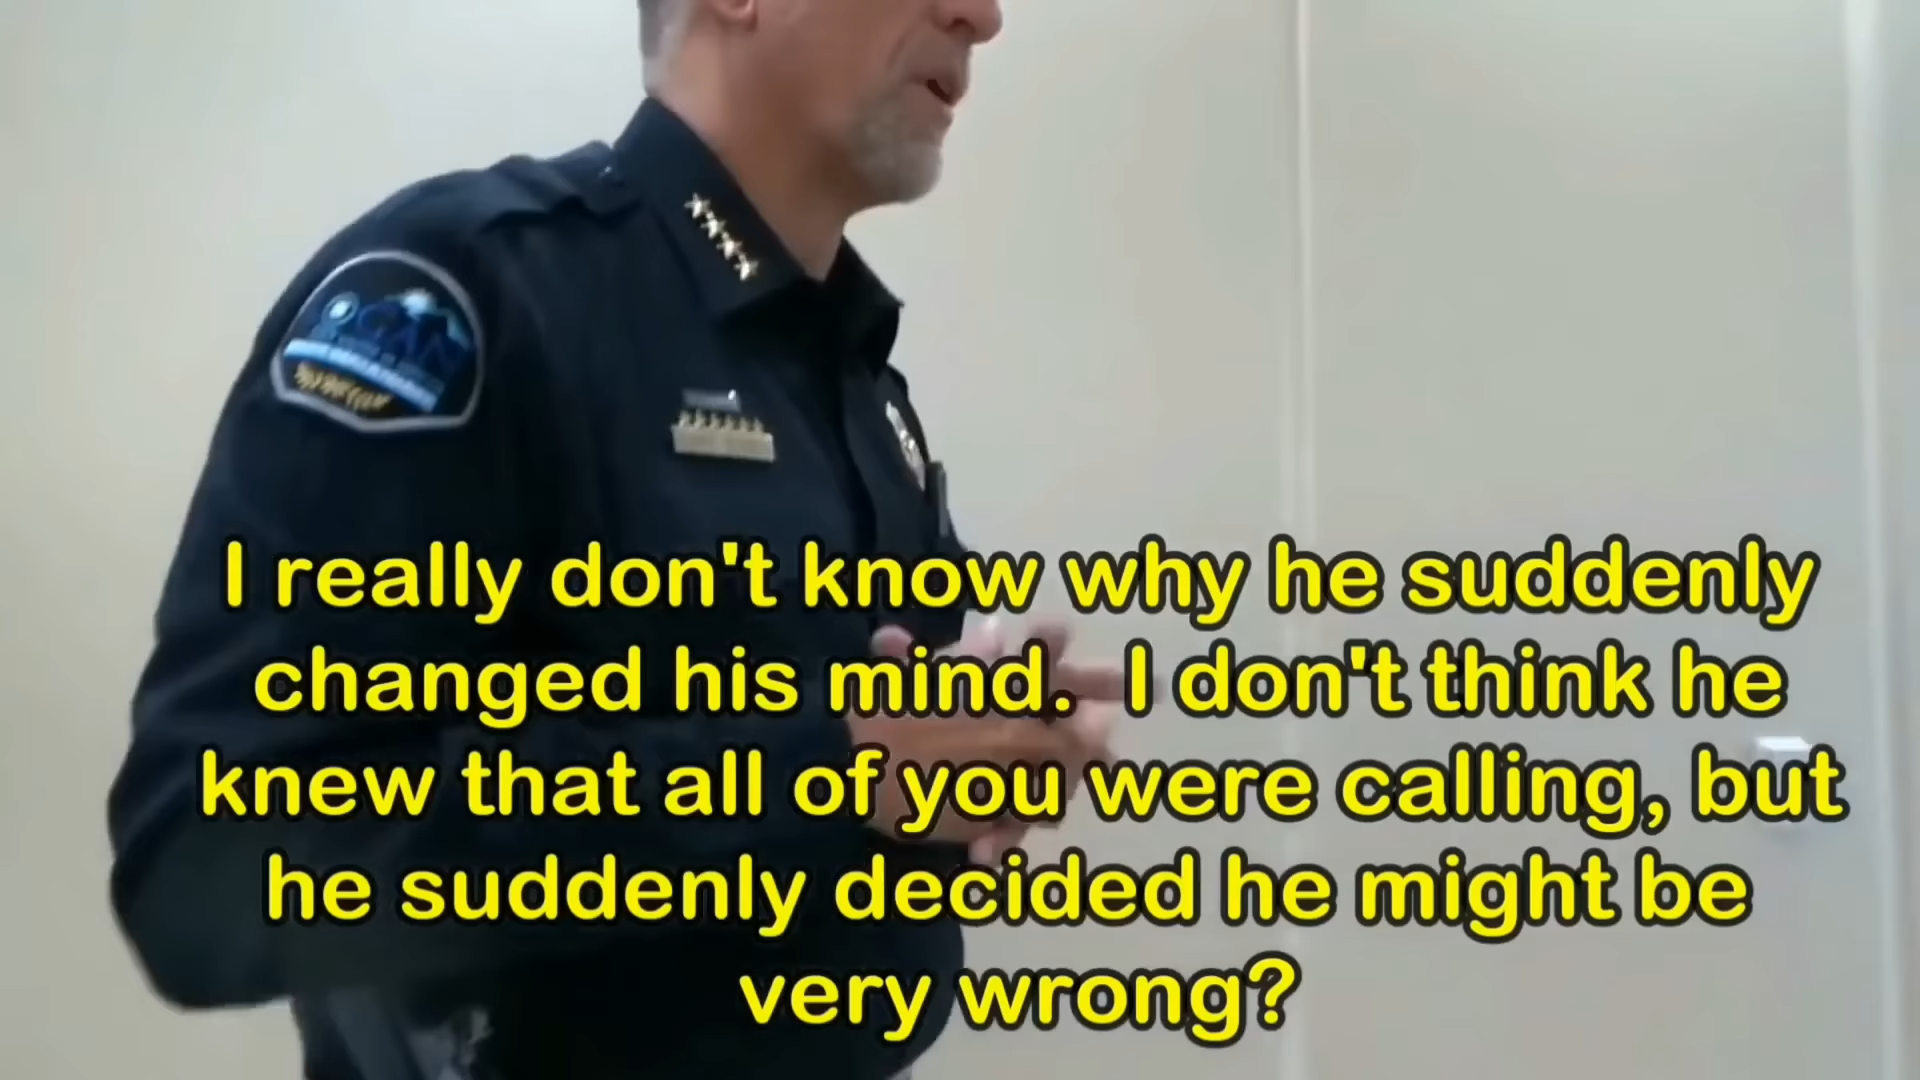 I really don't know why he suddenly
changed his mind.  I don't think he
knew that all of you were calling, but
he suddenly decided he might be
very wrong?